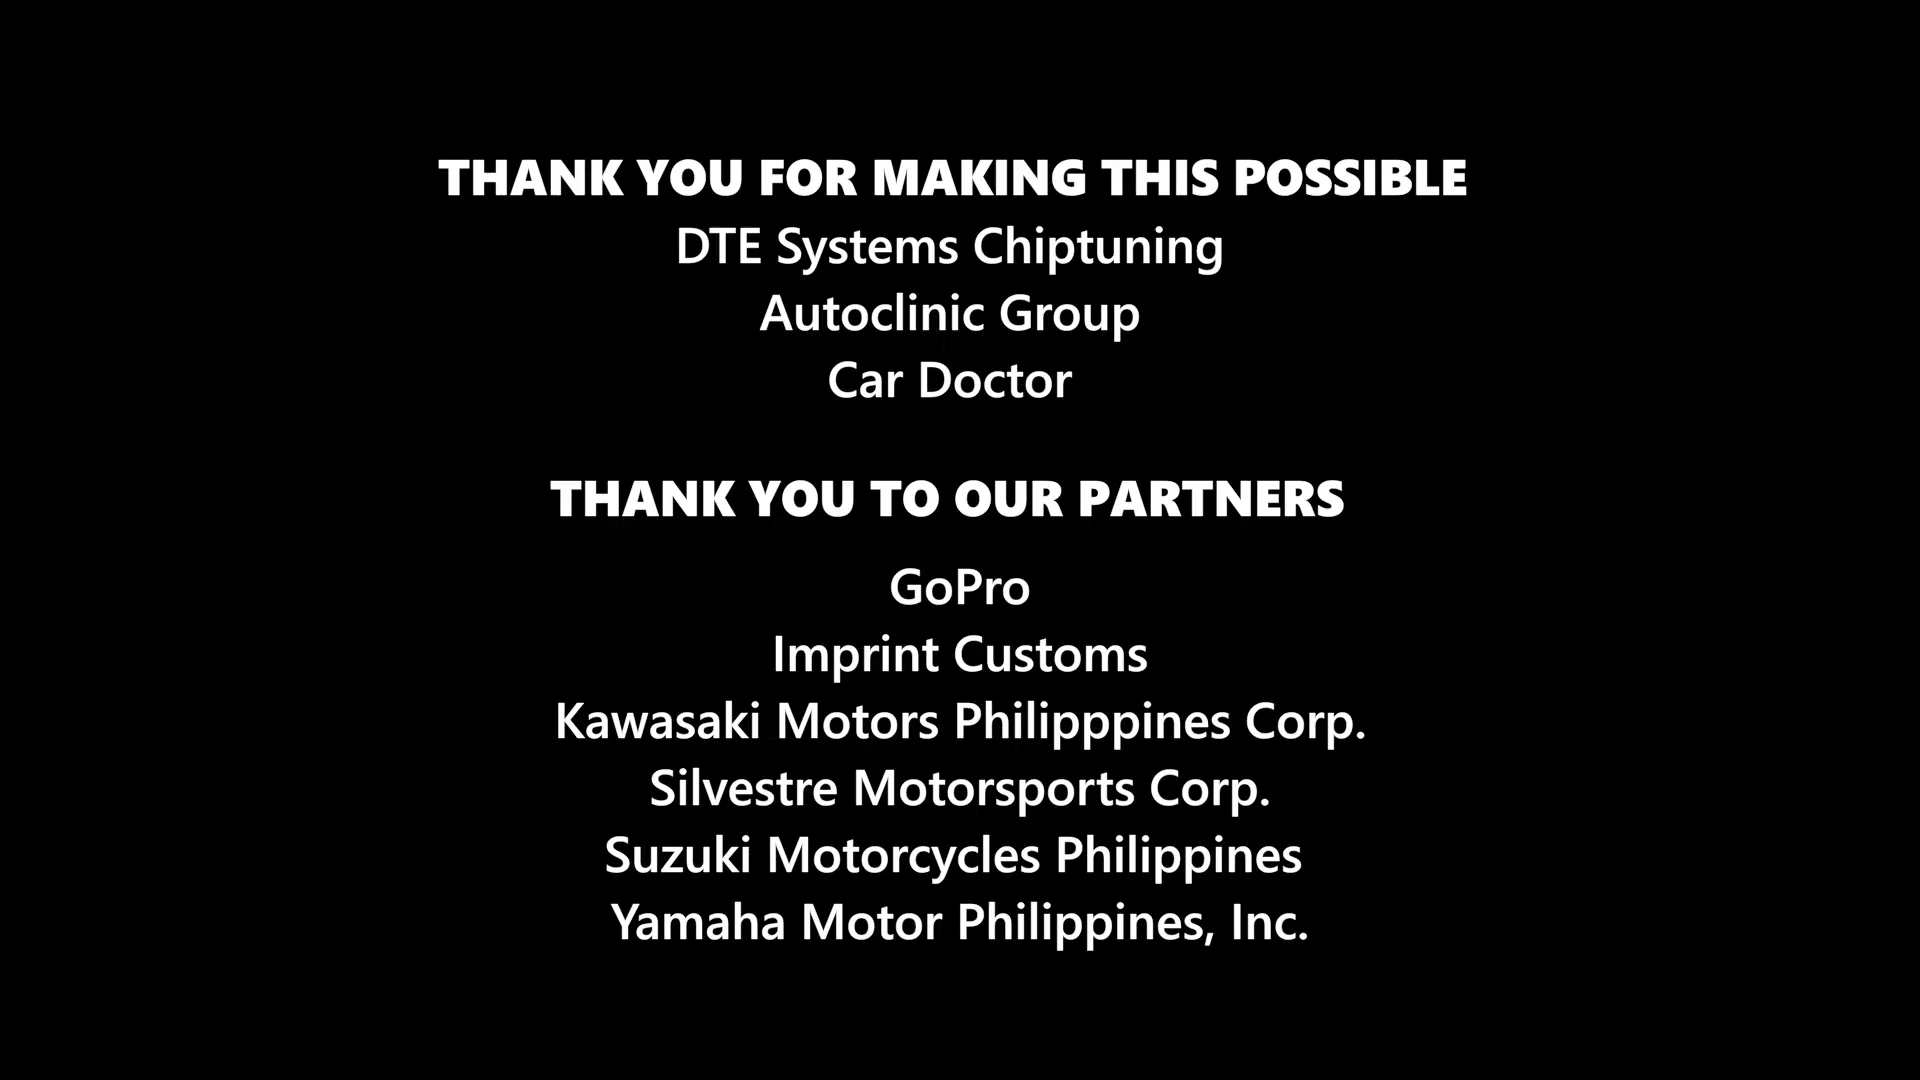 THANK YOU FOR MAKING THIS POSSIBLE
DTE Systems Chiptuning
Autoclinic Group
Car Doctor
THANK YOU TO OUR PARTNERS
GoPro
Imprint Customs
Kawasaki Motors Philipppines Corp.
Silvestre Motorsports Corp.
Suzuki Motorcycles Philippines
Yamaha Motor Philippines, Inc.